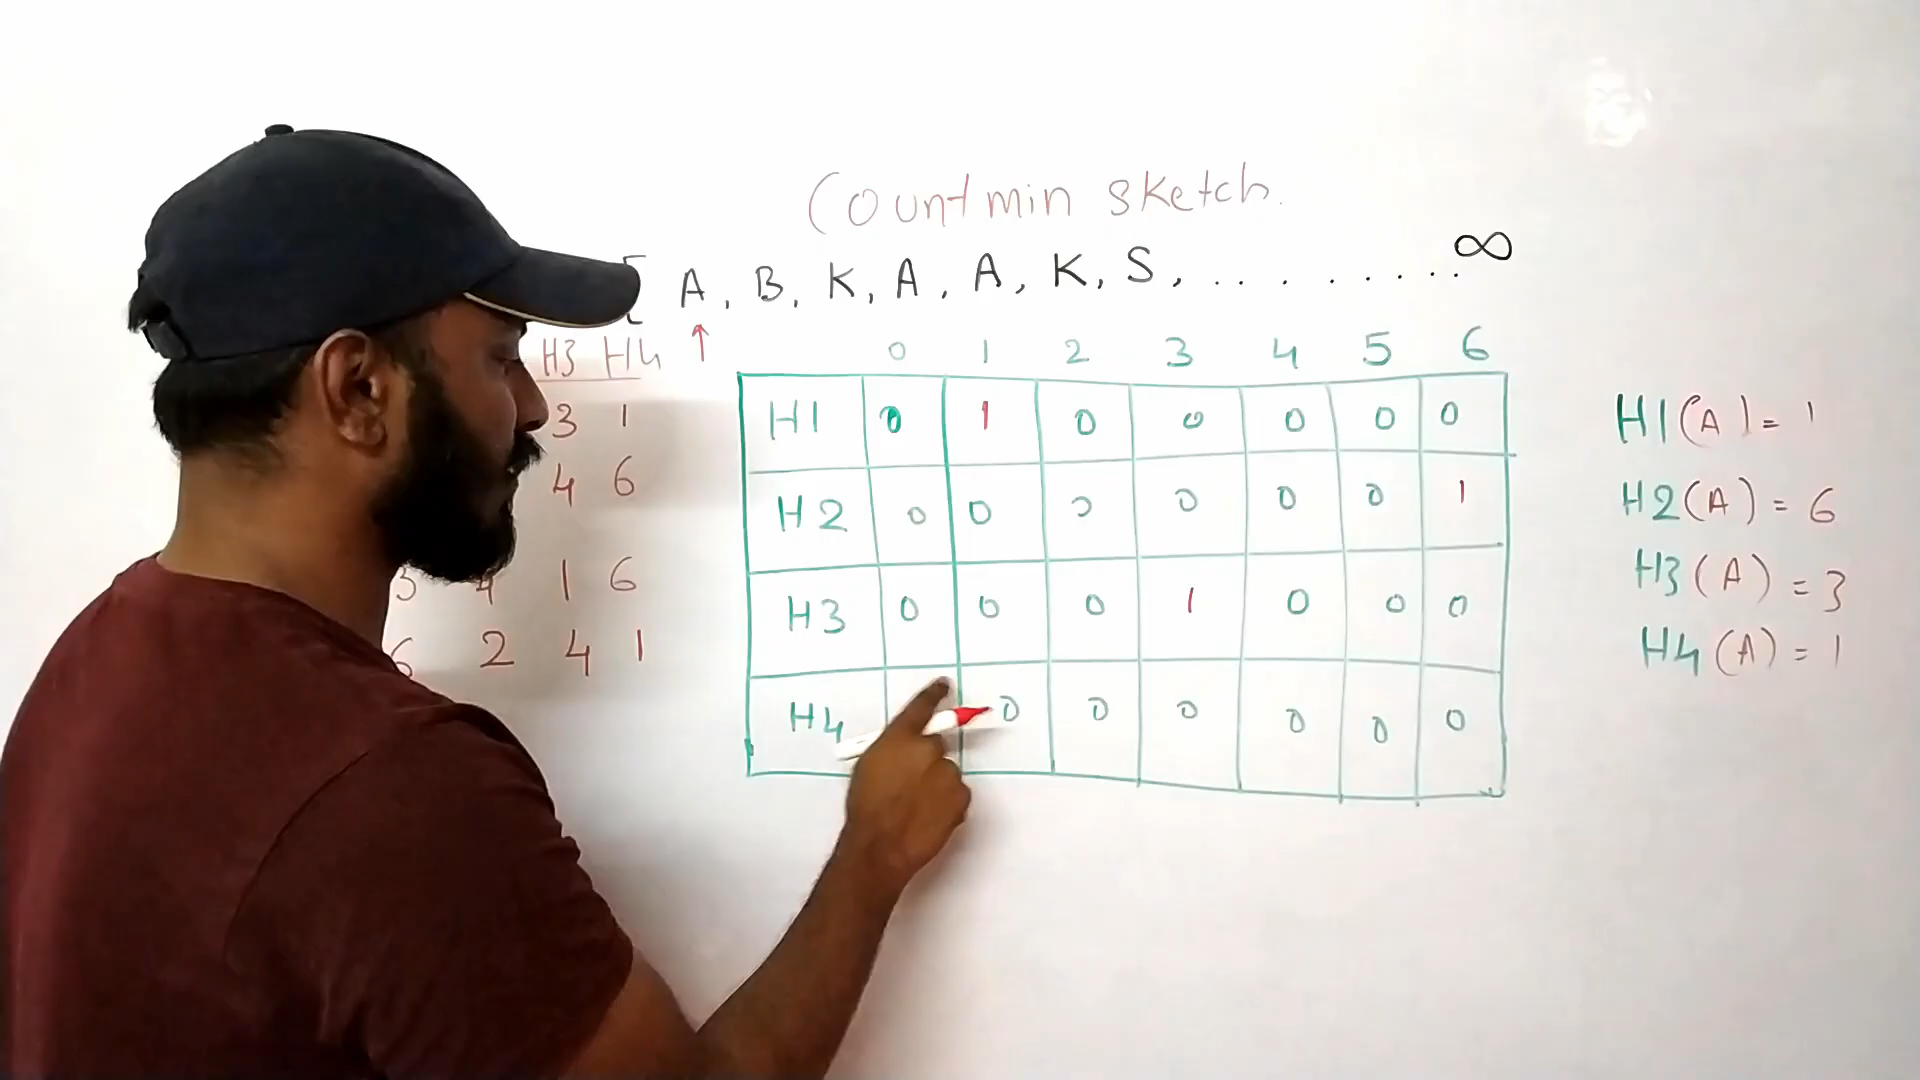 Countmin sketch.
[ A, B, K, A, A, K, S, . . . . . . . . ∞
H3 H4
3 1
4 6
3 4 1 6
6 2 4 1
0 1 2 3 4 5 6
H1 0 1 0 0 0 0 0
H2 0 0 0 0 0 0 1
H3 0 0 0 1 0 0 0
H4 0 0 0 0 0 0
H1(A) = 1
H2(A) = 6
H3(A) = 3
H4(A) = 1